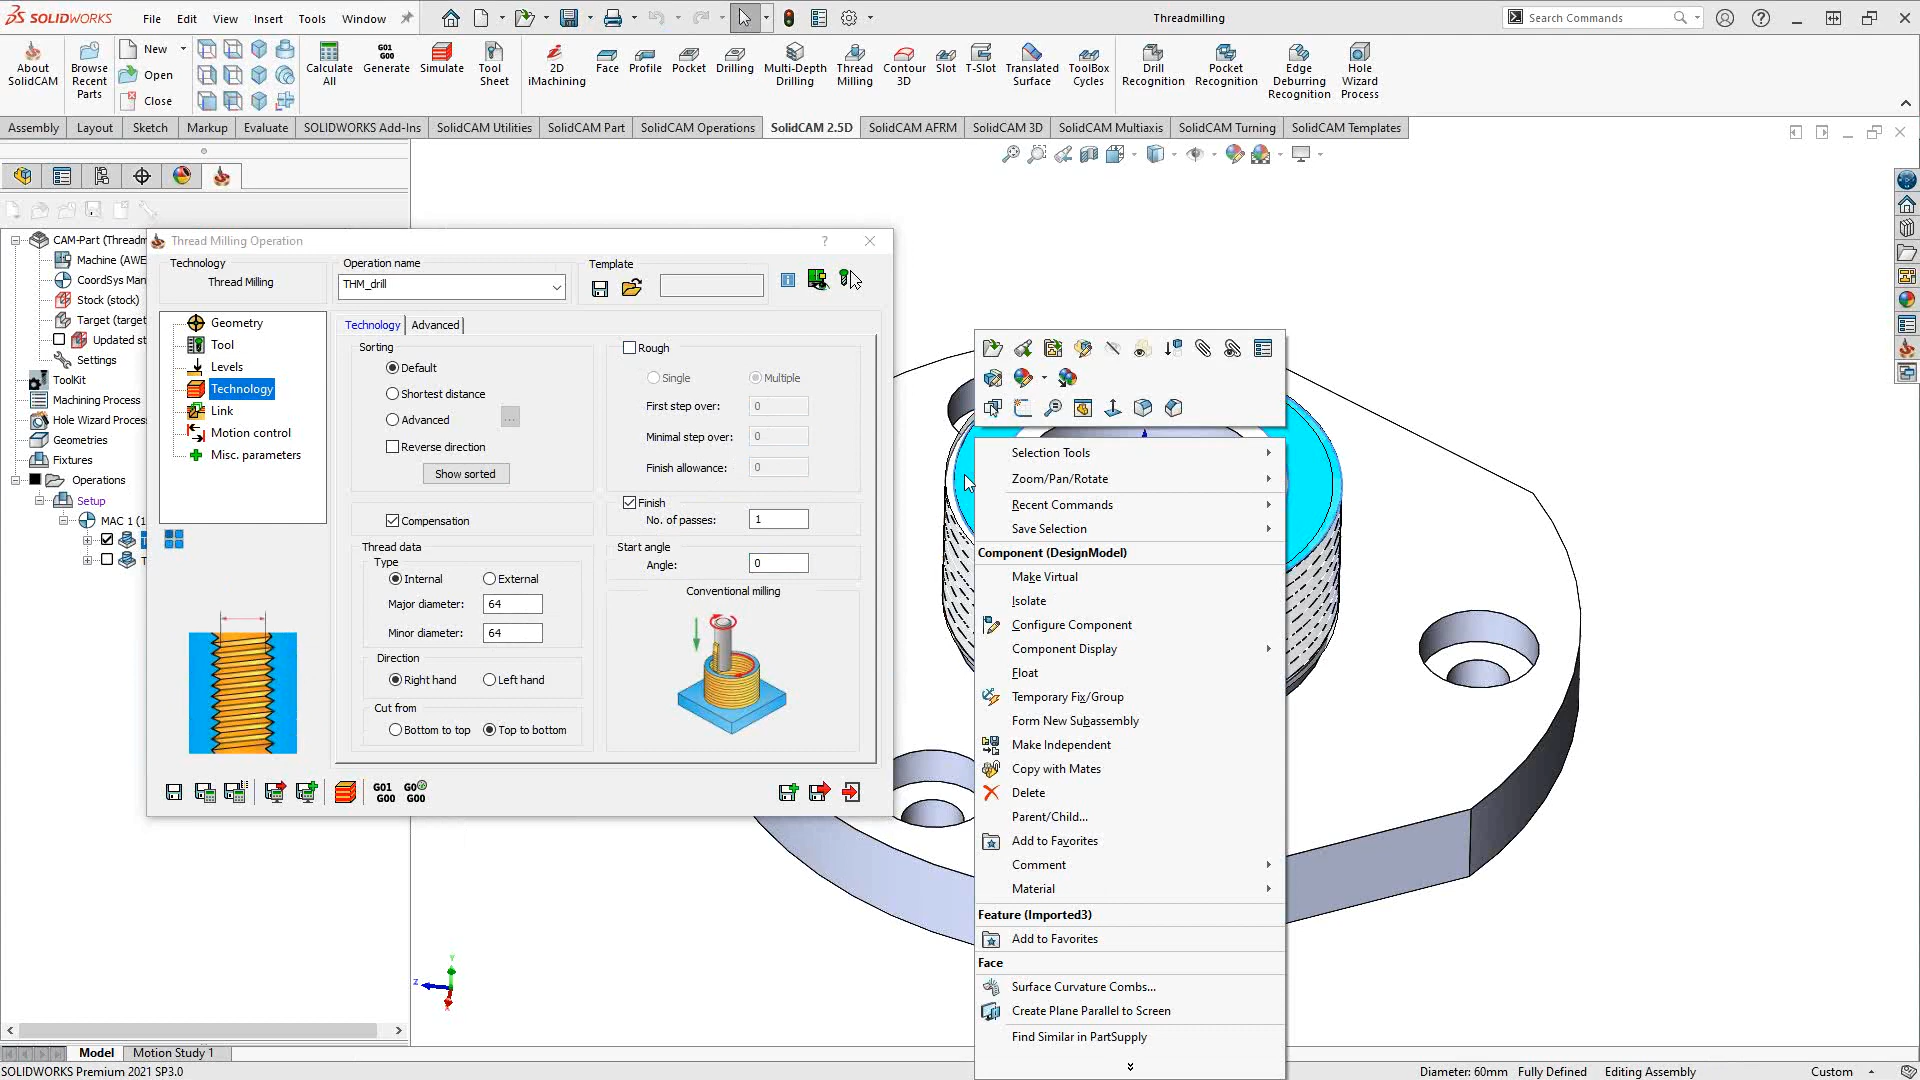 SOLIDWORKS File Edit View Insert Tools Window Threadmilling Search Commands
About SolidCAM
Browse Recent Parts
New
Open
Close
Calculate All
G01 G00 Generate
Simulate
Tool Sheet
2D iMachining
Face
Profile
Pocket
Drilling
Multi-Depth Drilling
Thread Milling
Contour 3D
Slot
T-Slot
Translated Surface
ToolBox Cycles
Drill Recognition
Pocket Recognition
Edge Deburring Recognition
Hole Wizard Process
Assembly Layout Sketch Markup Evaluate SOLIDWORKS Add-Ins SolidCAM Utilities SolidCAM Part SolidCAM Operations SolidCAM 2.5D SolidCAM AFRM SolidCAM 3D SolidCAM Multiaxis SolidCAM Turning SolidCAM Templates
CAM-Part (Threadm
Machine (AWE
CoordSys Man
Stock (stock)
Target (target
Updated st
Settings
ToolKit
Machining Process
Hole Wizard Proces
Geometries
Fixtures
Operations
Setup
MAC 1 (1
Thread Milling Operation
?
Technology
Thread Milling
Operation name
THM_drill
Template
Geometry
Tool
Levels
Technology
Link
Motion control
Misc. parameters
Technology Advanced
Sorting
Default
Shortest distance
Advanced
...
Reverse direction
Show sorted
Compensation
Thread data
Type
Internal External
Major diameter: 64
Minor diameter: 64
Direction
Right hand Left hand
Cut from
Bottom to top Top to bottom
Rough
Single Multiple
First step over: 0
Minimal step over: 0
Finish allowance: 0
Finish
No. of passes: 1
Start angle
Angle: 0
Conventional milling
G01 G00
G0 G00
Selection Tools
Zoom/Pan/Rotate
Recent Commands
Save Selection
Component (DesignModel)
Make Virtual
Isolate
Configure Component
Component Display
Float
Temporary Fix/Group
Form New Subassembly
Make Independent
Copy with Mates
Delete
Parent/Child...
Add to Favorites
Comment
Material
Feature (Imported3)
Add to Favorites
Face
Surface Curvature Combs...
Create Plane Parallel to Screen
Find Similar in PartSupply
Y
Z
X
Model Motion Study 1
SOLIDWORKS Premium 2021 SP3.0 Diameter: 60mm Fully Defined Editing Assembly Custom